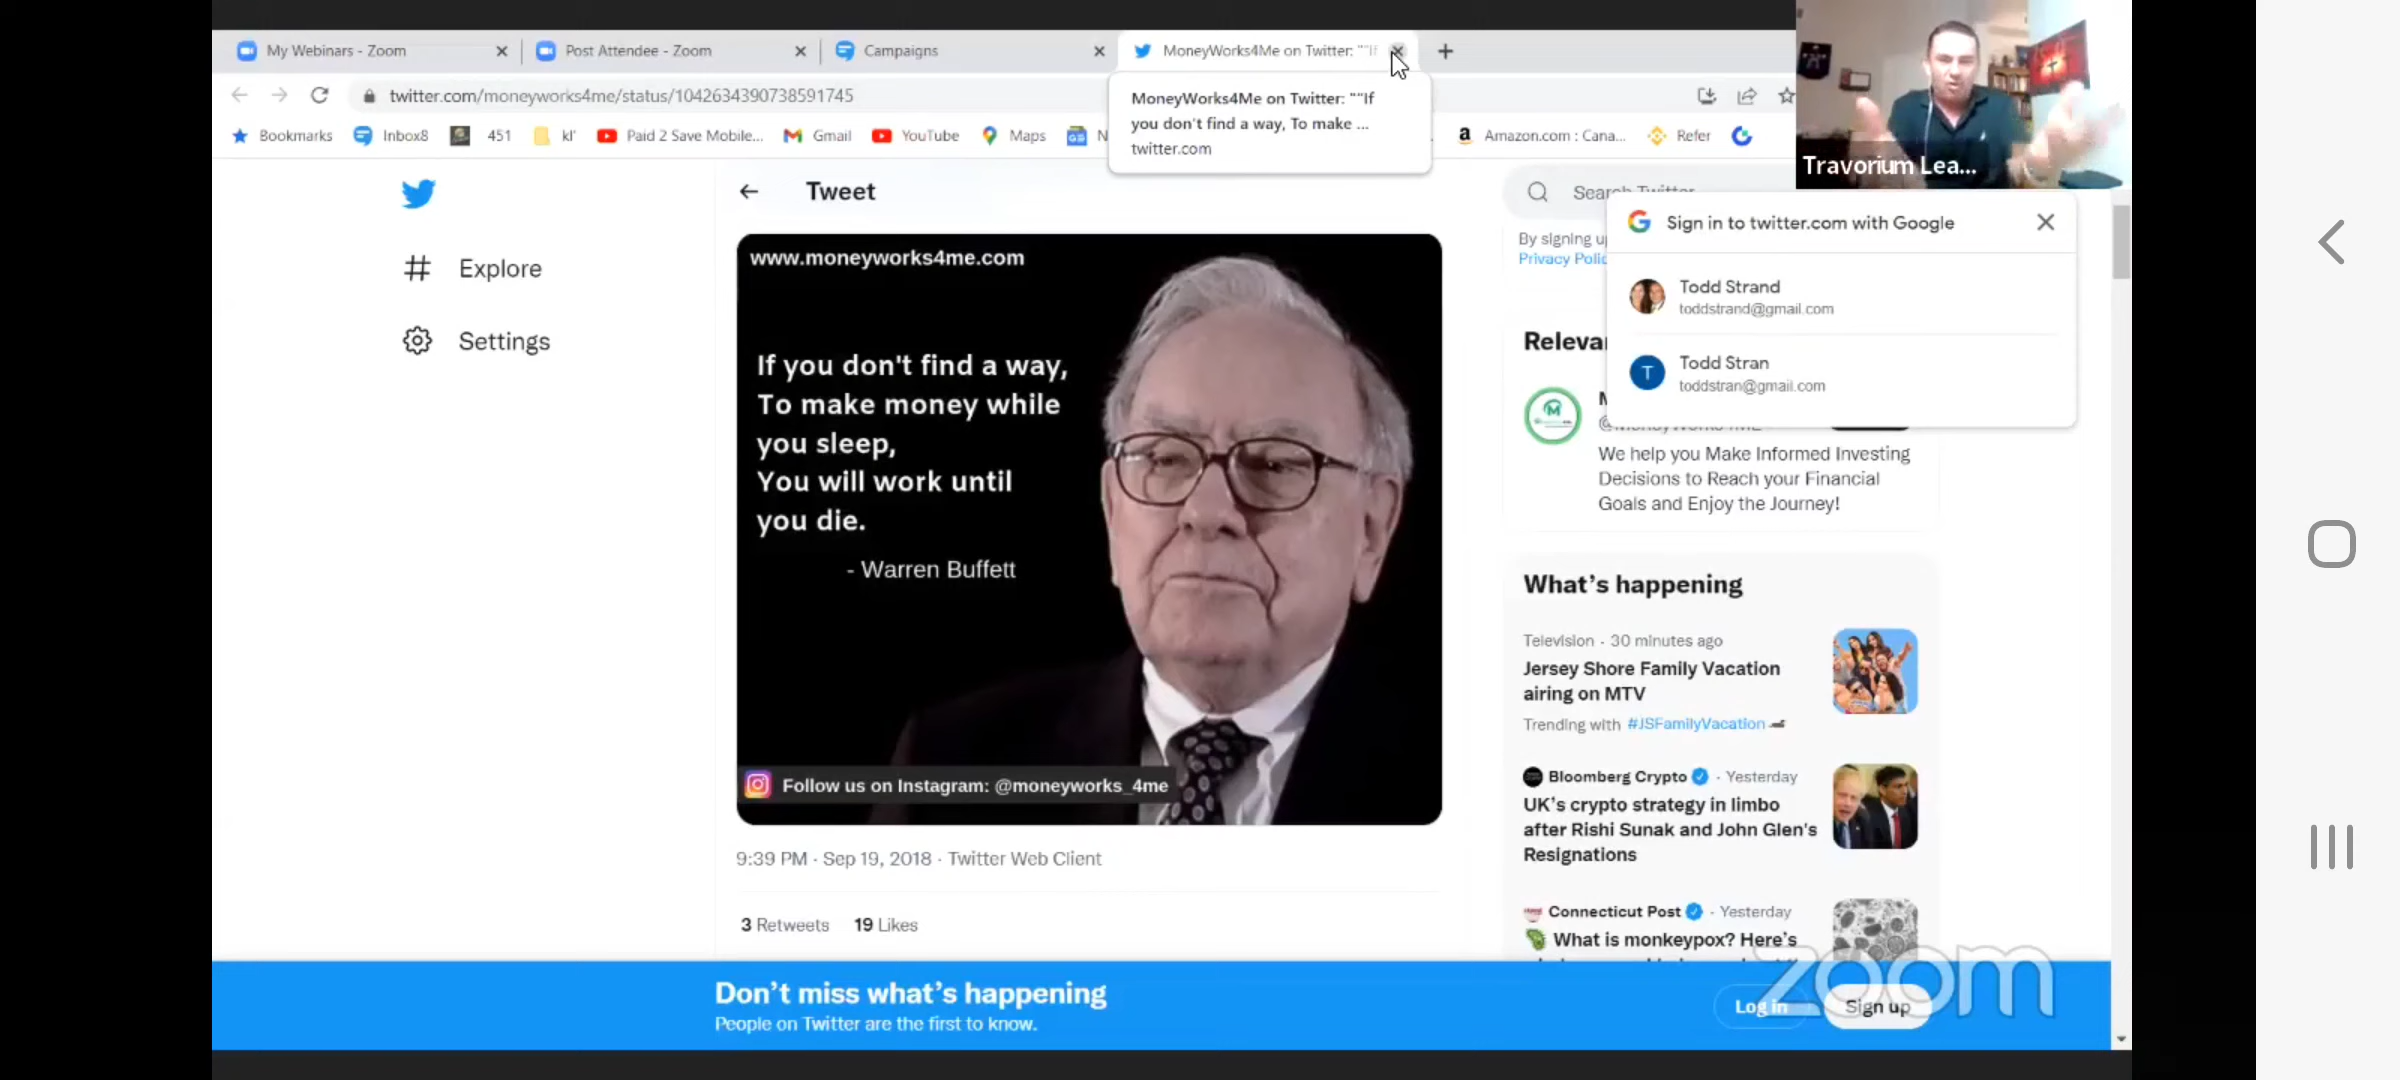 My Webinars - Zoom
Post Attendee - Zoom
Campaigns
MoneyWorks4Me on Twitter: ""If
twitter.com/moneyworks4me/status/1042634390738591745
MoneyWorks4Me on Twitter: ""If
you don't find a way, To make ...
twitter.com
Bookmarks
Inbox8
451
kl'
Paid 2 Save Mobile...
Gmail
YouTube
Maps
N
Amazon.com : Cana...
Refer
Travorium Lea...
Tweet
Search Twitter
Explore
Settings
www.moneyworks4me.com
If you don't find a way,
To make money while
you sleep,
You will work until
you die.
- Warren Buffett
Follow us on Instagram: @moneyworks_4me
9:39 PM · Sep 19, 2018 · Twitter Web Client
3 Retweets 19 Likes
By signing u
Privacy Polic
Sign in to twitter.com with Google
Todd Strand
toddstrand@gmail.com
Todd Stran
T
toddstran@gmail.com
Releva
M
We help you Make Informed Investing
Decisions to Reach your Financial
Goals and Enjoy the Journey!
What's happening
Television · 30 minutes ago
Jersey Shore Family Vacation
airing on MTV
Trending with #JSFamilyVacation
Bloomberg Crypto · Yesterday
UK's crypto strategy in limbo
after Rishi Sunak and John Glen's
Resignations
Connecticut Post · Yesterday
What is monkeypox? Here's
Don't miss what's happening
People on Twitter are the first to know.
Log in
Sign up
zoom